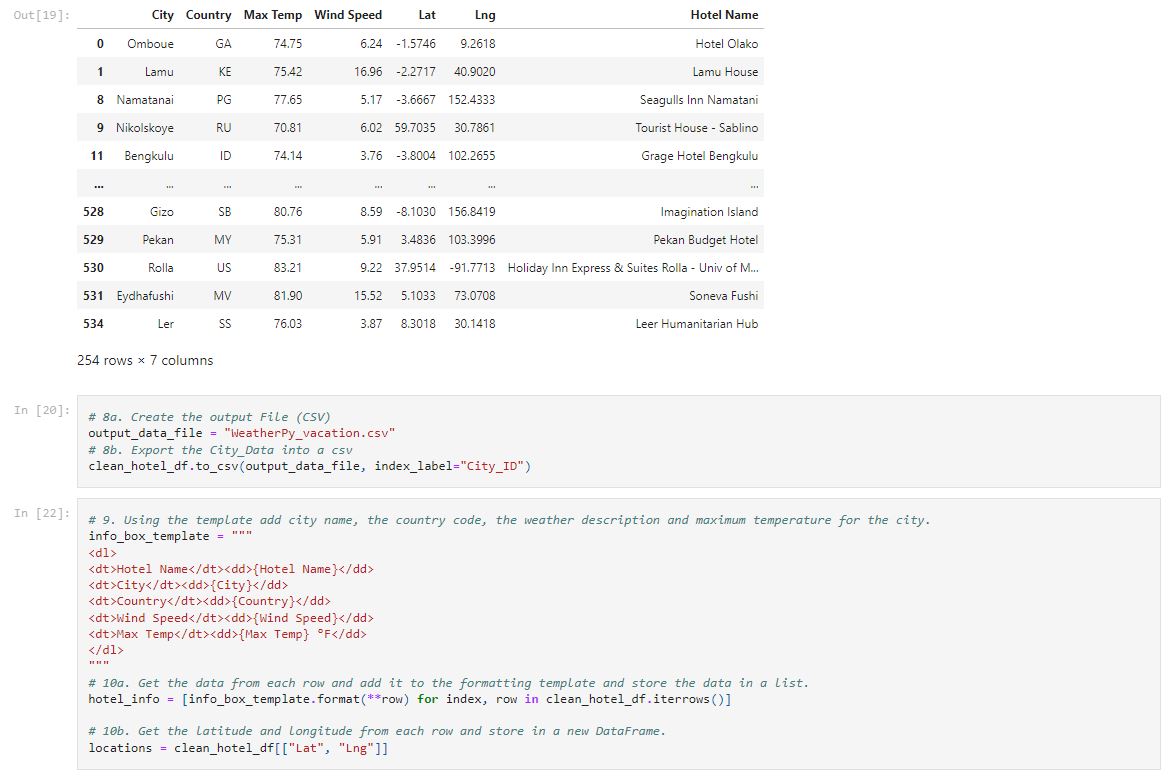 Out[19]:
City Country Max Temp Wind Speed Lat Lng Hotel Name
0 Omboue GA 74.75 6.24 -1.5746 9.2618 Hotel Olako
1 Lamu KE 75.42 16.96 -2.2717 40.9020 Lamu House
8 Namatanai PG 77.65 5.17 -3.6667 152.4333 Seagulls Inn Namatani
9 Nikolskoye RU 70.81 6.02 59.7035 30.7861 Tourist House - Sablino
11 Bengkulu ID 74.14 3.76 -3.8004 102.2655 Grage Hotel Bengkulu
... ... ... ... ... ... ... ...
528 Gizo SB 80.76 8.59 -8.1030 156.8419 Imagination Island
529 Pekan MY 75.31 5.91 3.4836 103.3996 Pekan Budget Hotel
530 Rolla US 83.21 9.22 37.9514 -91.7713 Holiday Inn Express & Suites Rolla - Univ of M...
531 Eydhafushi MV 81.90 15.52 5.1033 73.0708 Soneva Fushi
534 Ler SS 76.03 3.87 8.3018 30.1418 Leer Humanitarian Hub
254 rows × 7 columns
In [20]:
# 8a. Create the output File (CSV)
output_data_file = "WeatherPy_vacation.csv"
# 8b. Export the City_Data into a csv
clean_hotel_df.to_csv(output_data_file, index_label="City_ID")
In [22]:
# 9. Using the template add city name, the country code, the weather description and maximum temperature for the city.
info_box_template = """
<dl>
<dt>Hotel Name</dt><dd>{Hotel Name}</dd>
<dt>City</dt><dd>{City}</dd>
<dt>Country</dt><dd>{Country}</dd>
<dt>Wind Speed</dt><dd>{Wind Speed}</dd>
<dt>Max Temp</dt><dd>{Max Temp} °F</dd>
</dl>
"""
# 10a. Get the data from each row and add it to the formatting template and store the data in a list.
hotel_info = [info_box_template.format(**row) for index, row in clean_hotel_df.iterrows()]
# 10b. Get the latitude and longitude from each row and store in a new DataFrame.
locations = clean_hotel_df[["Lat", "Lng"]]